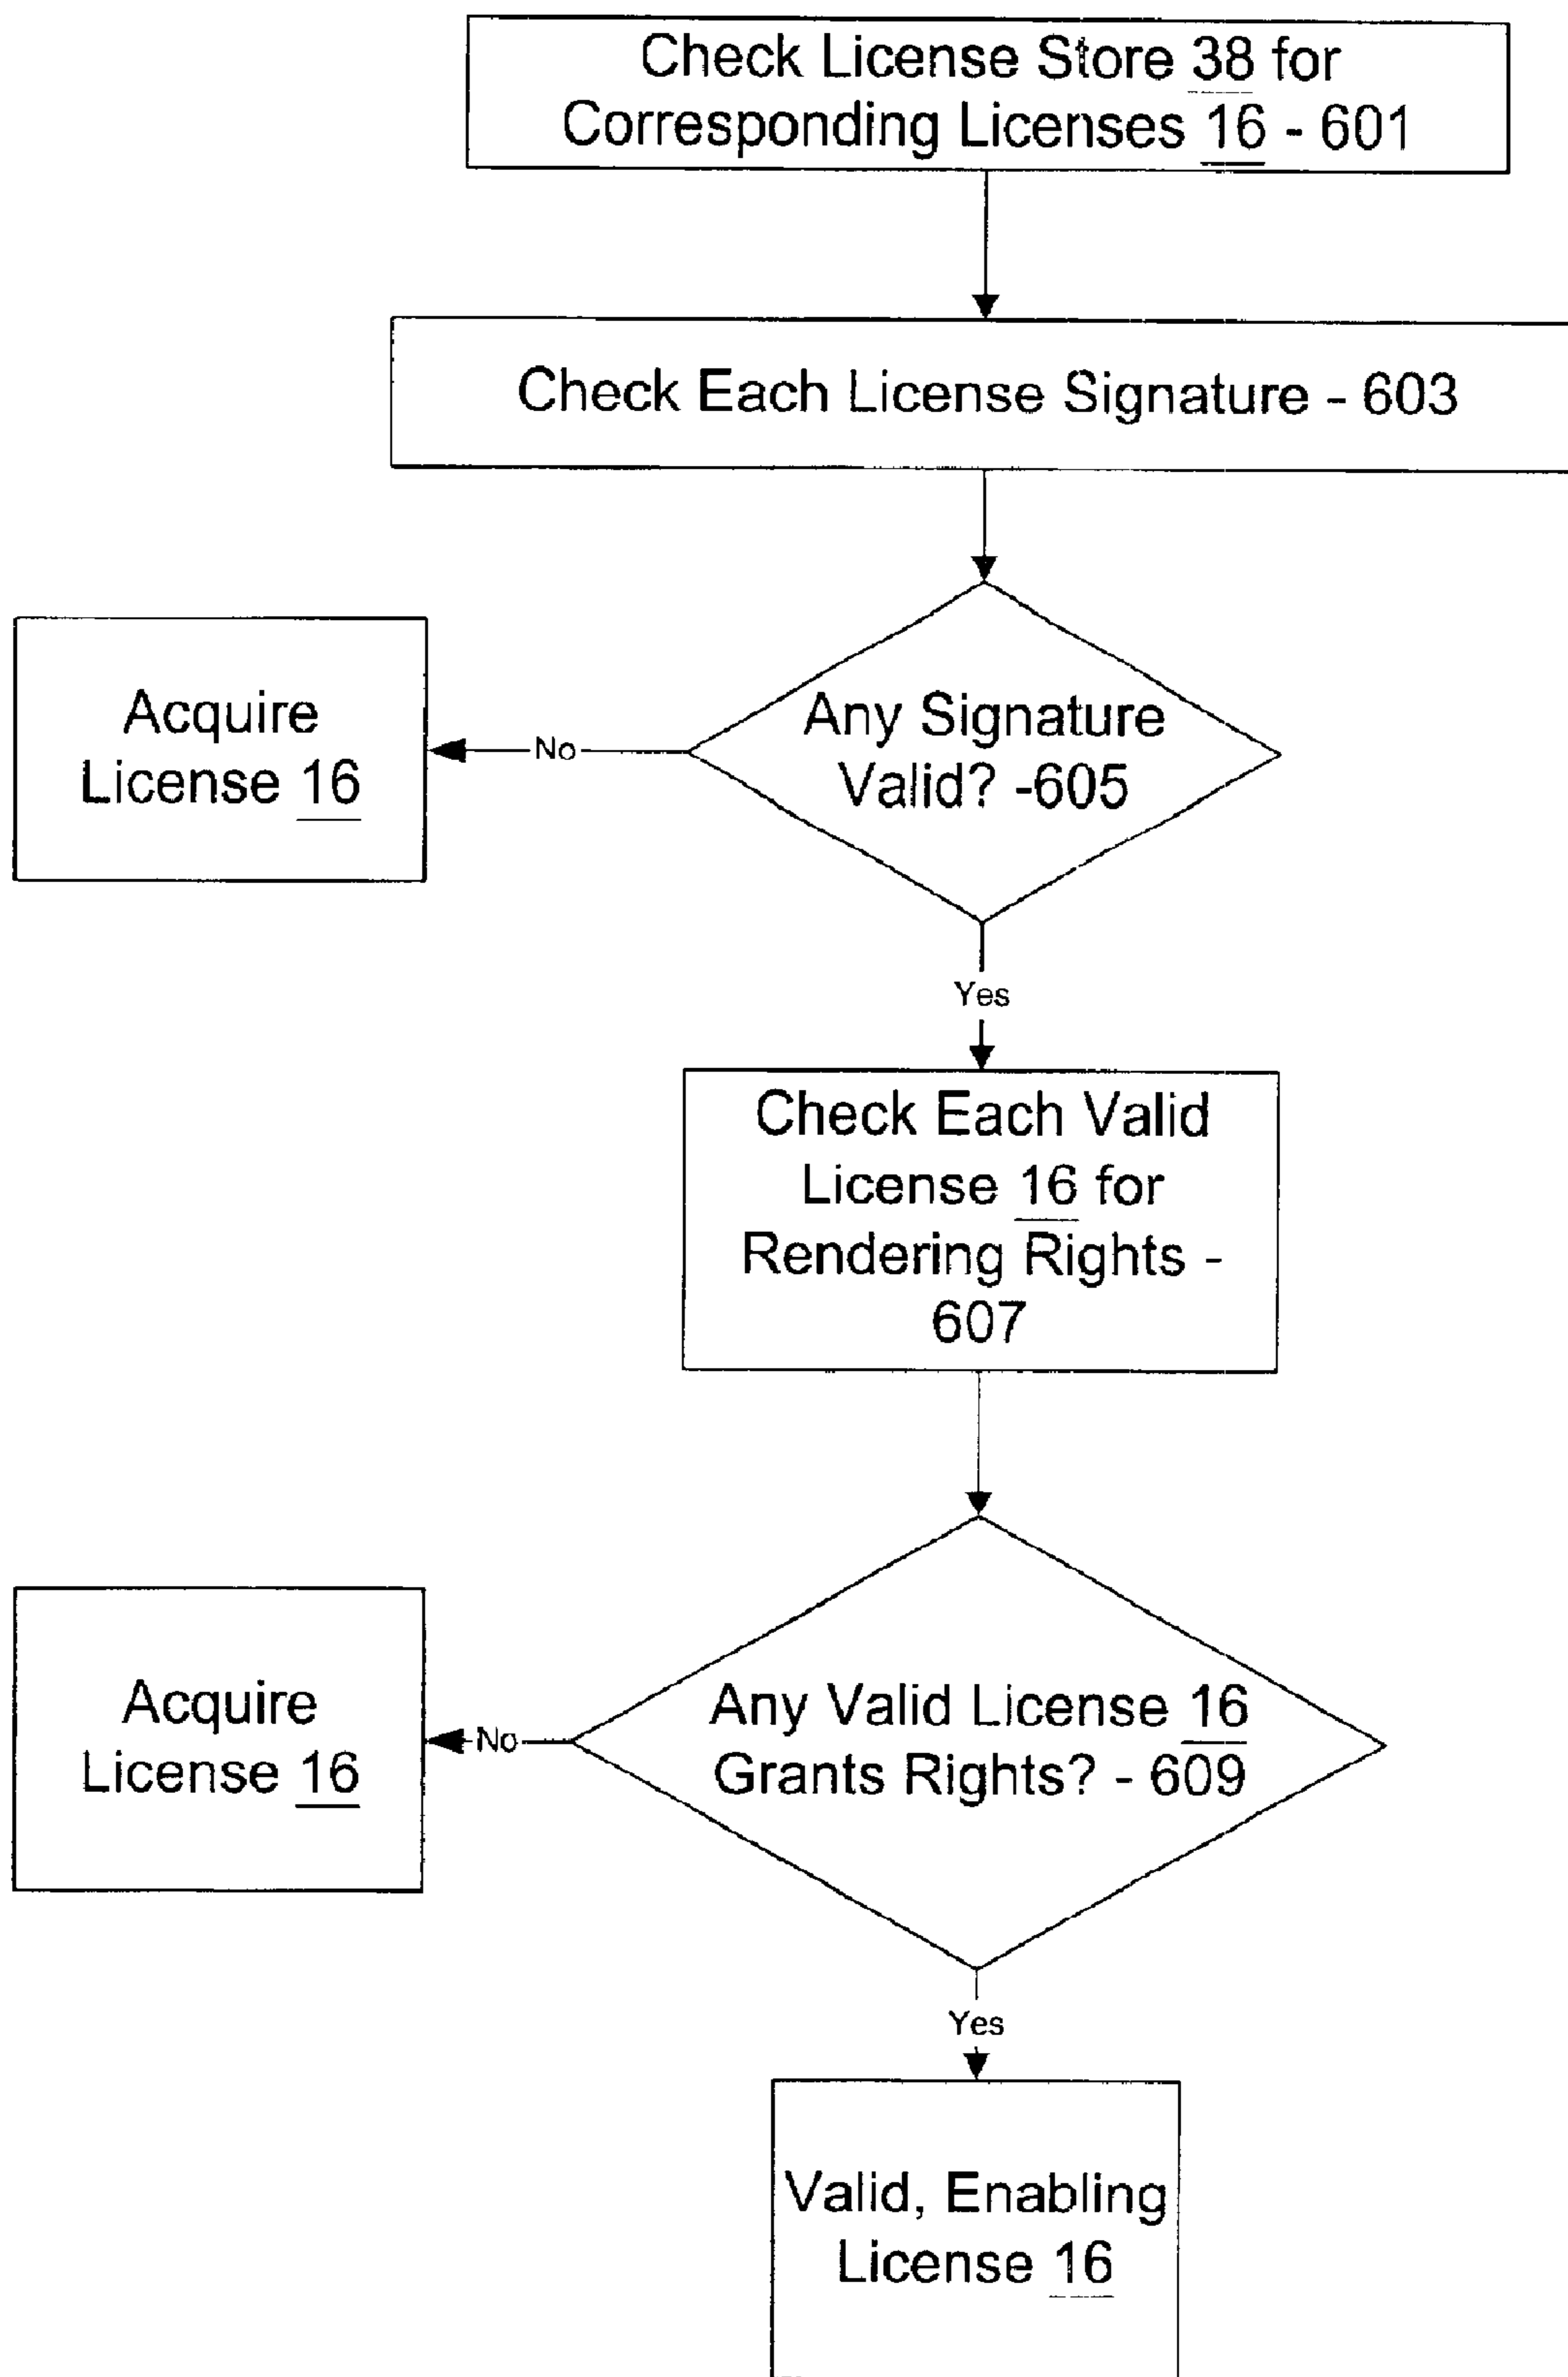 Check License Store 38 for
Corresponding Licenses 16 - 601
Check Each License Signature - 603
Any Signature
Valid? -605
Acquire
License 16
No
Yes
Check Each Valid
License 16 for
Rendering Rights -
607
Any Valid License 16
Grants Rights? - 609
Acquire
License 16
No
Yes
Valid, Enabling
License 16